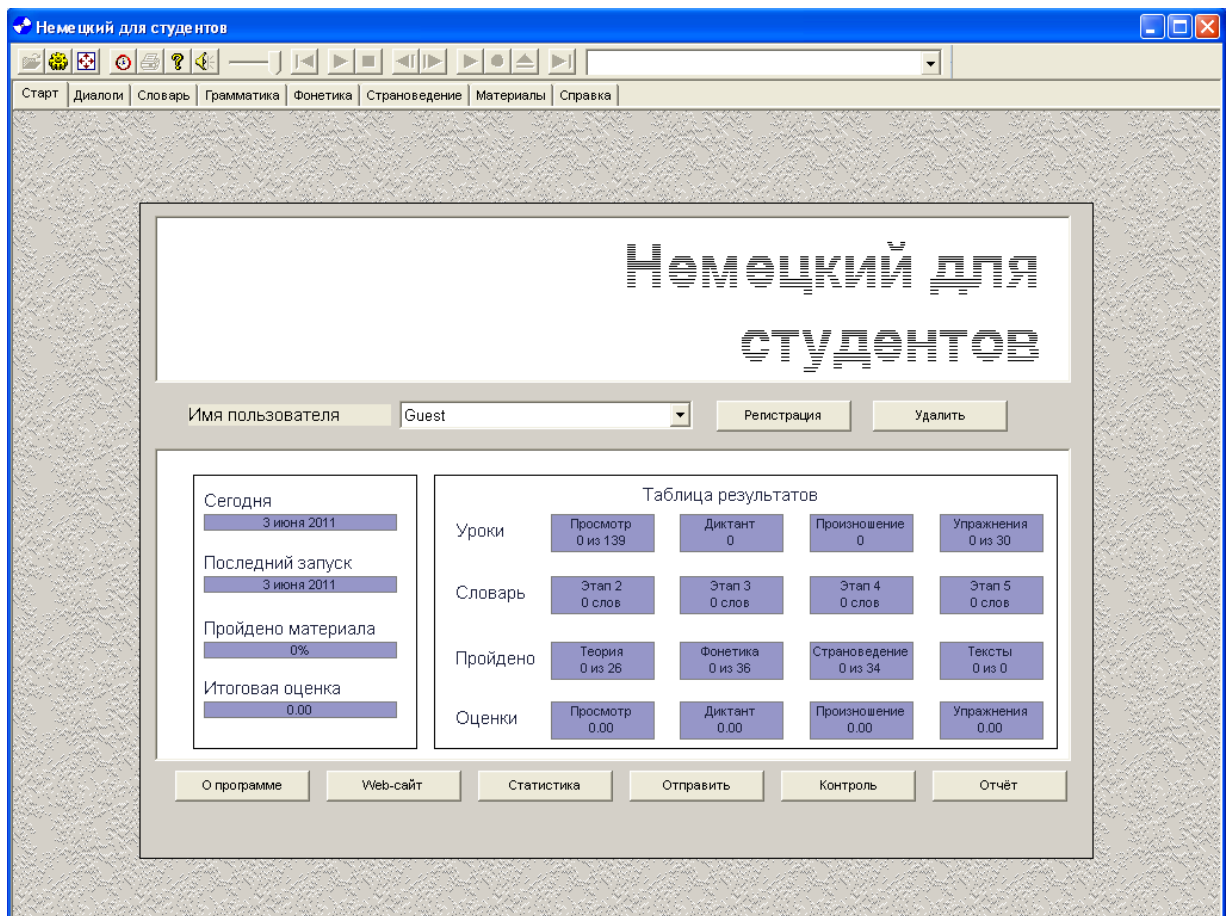 Немецкий для студентов
Старт Диалоги Словарь Грамматика Фонетика Страноведение Материалы Справка
Немецкий для
студентов
Имя пользователя Guest Регистрация Удалить
Сегодня
3 июня 2011
Последний запуск
3 июня 2011
Пройдено материала
0%
Итоговая оценка
0.00
Таблица результатов
Уроки
Просмотр
0 из 139
Диктант
0
Произношение
0
Упражнения
0 из 30
Словарь
Этап 2
0 слов
Этап 3
0 слов
Этап 4
0 слов
Этап 5
0 слов
Пройдено
Теория
0 из 26
Фонетика
0 из 36
Страноведение
0 из 34
Тексты
0 из 0
Оценки
Просмотр
0.00
Диктант
0.00
Произношение
0.00
Упражнения
0.00
О программе Web-сайт Статистика Отправить Контроль Отчёт